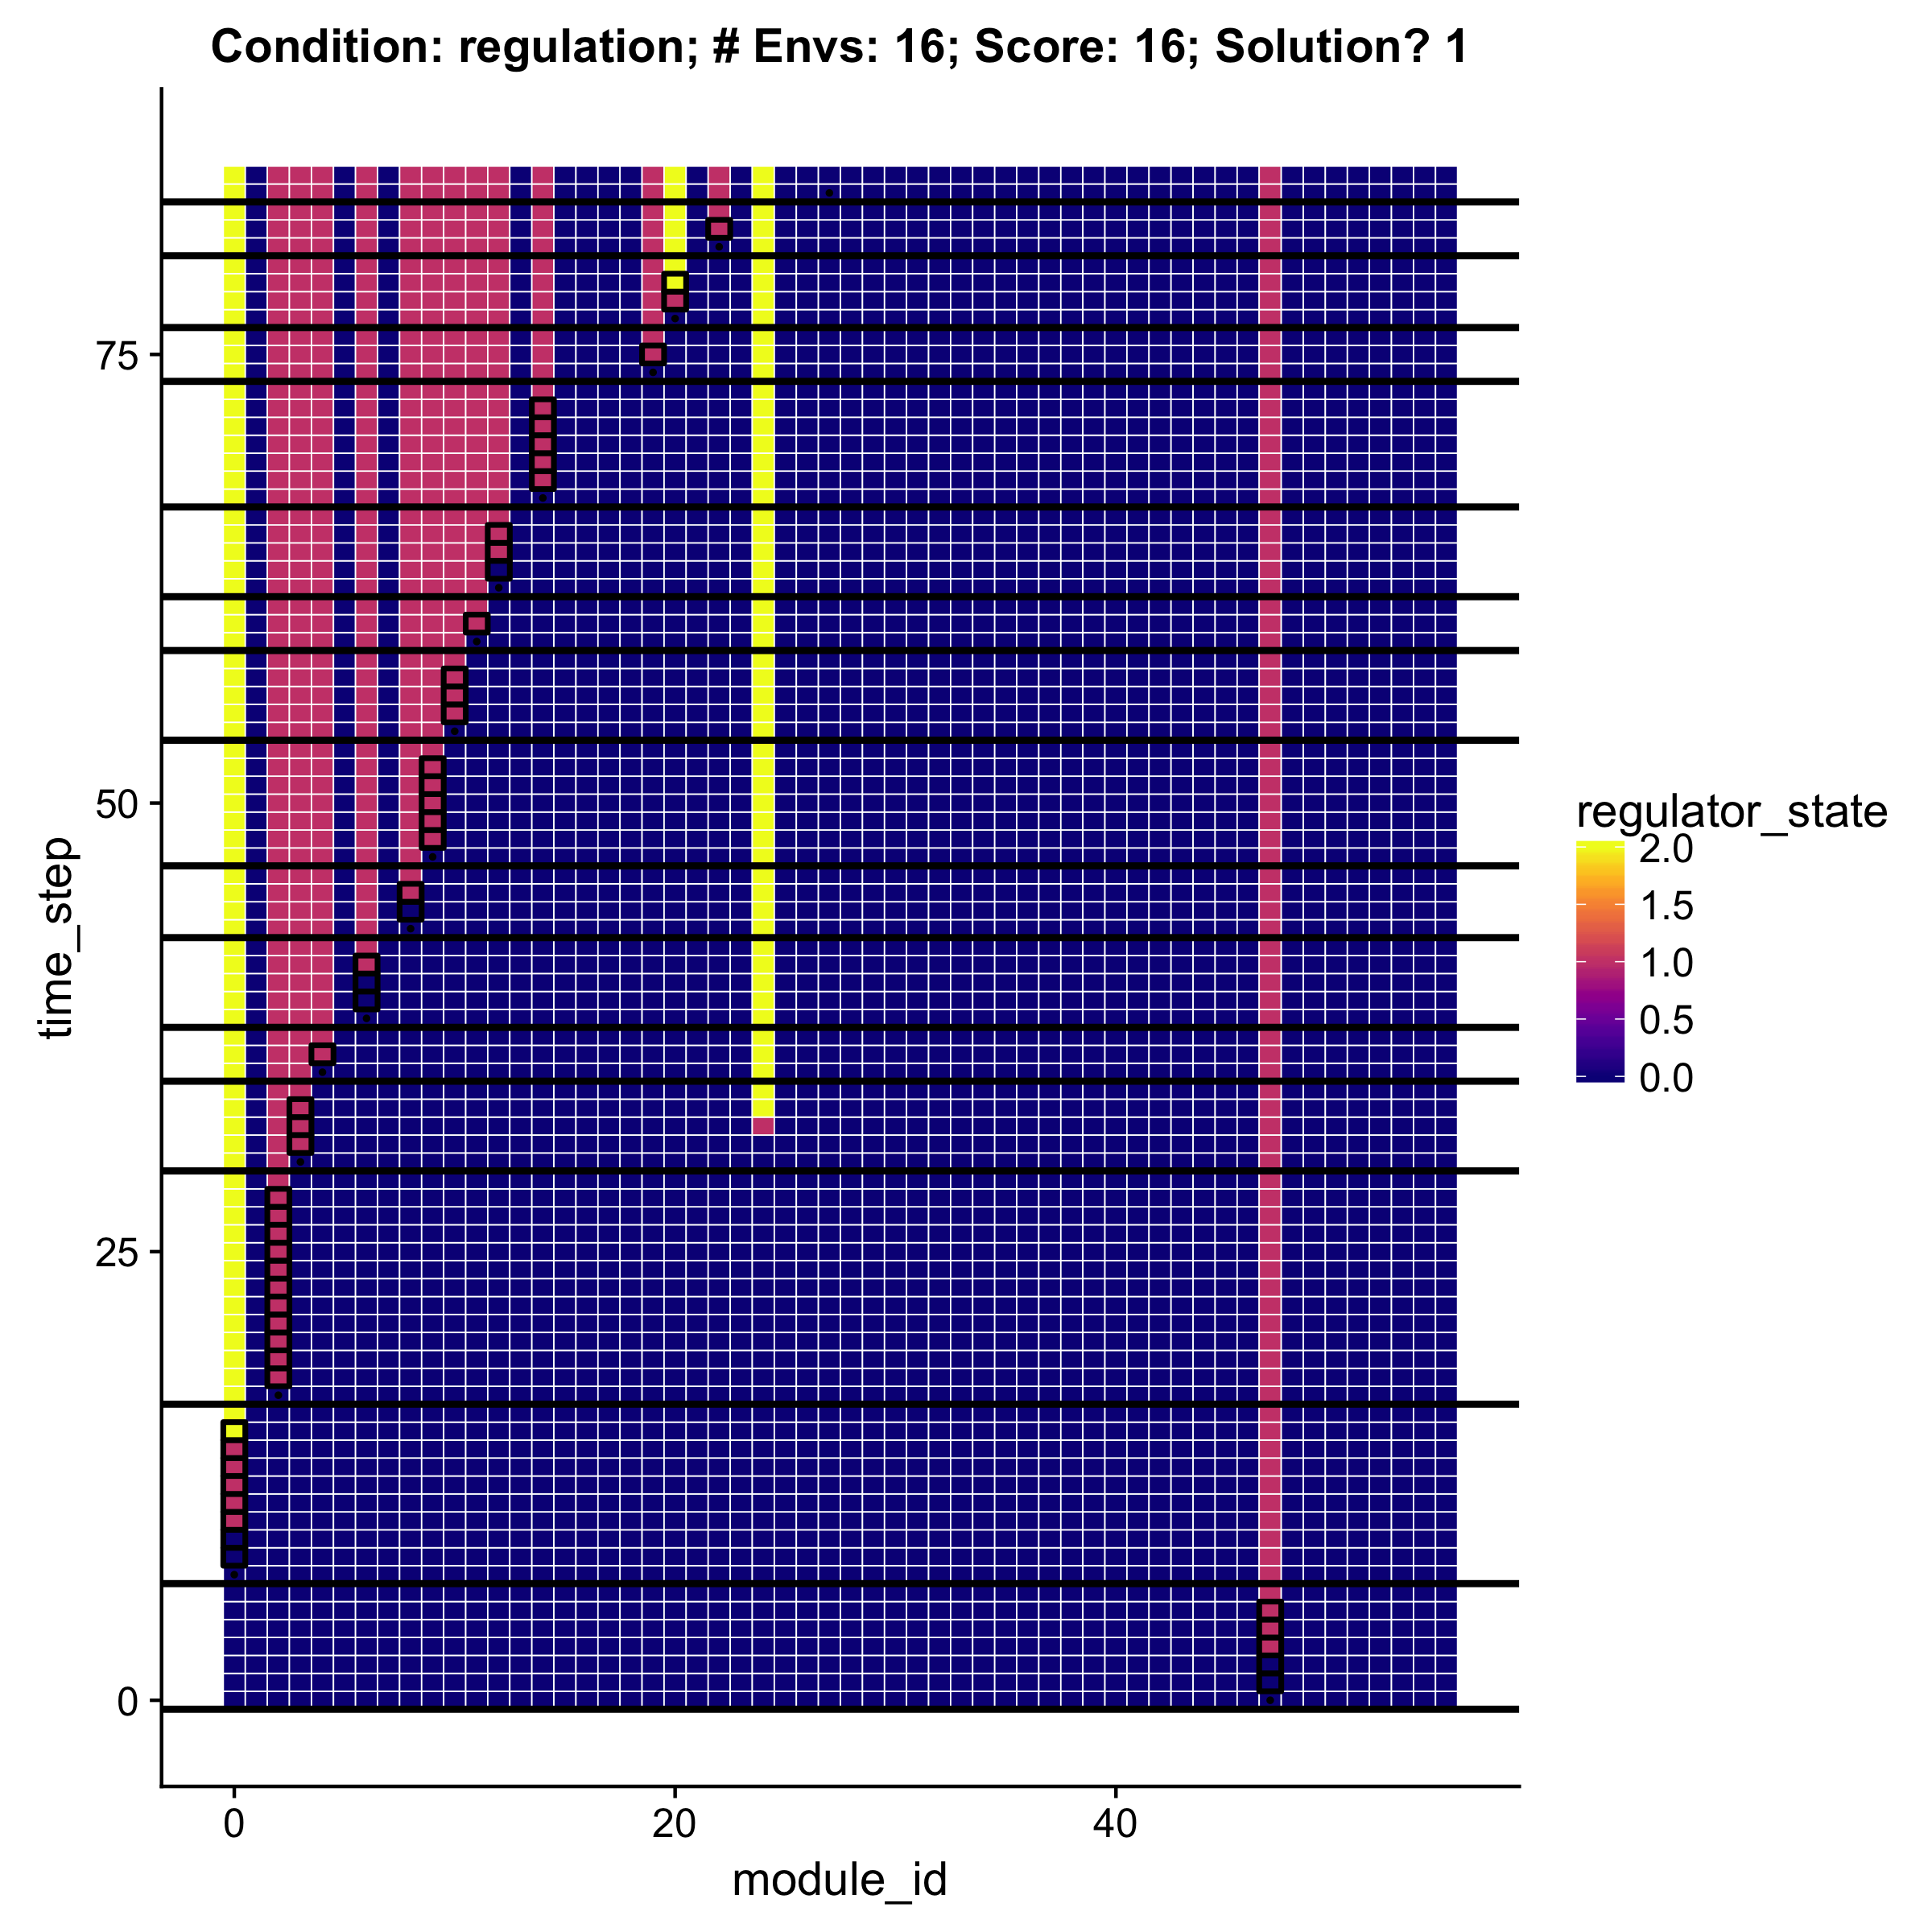 Condition: regulation; # Envs: 16; Score: 16; Solution? 1
75
50
25
0
time_step
0 20 40
module_id
regulator_state
2.0
1.5
1.0
0.5
0.0